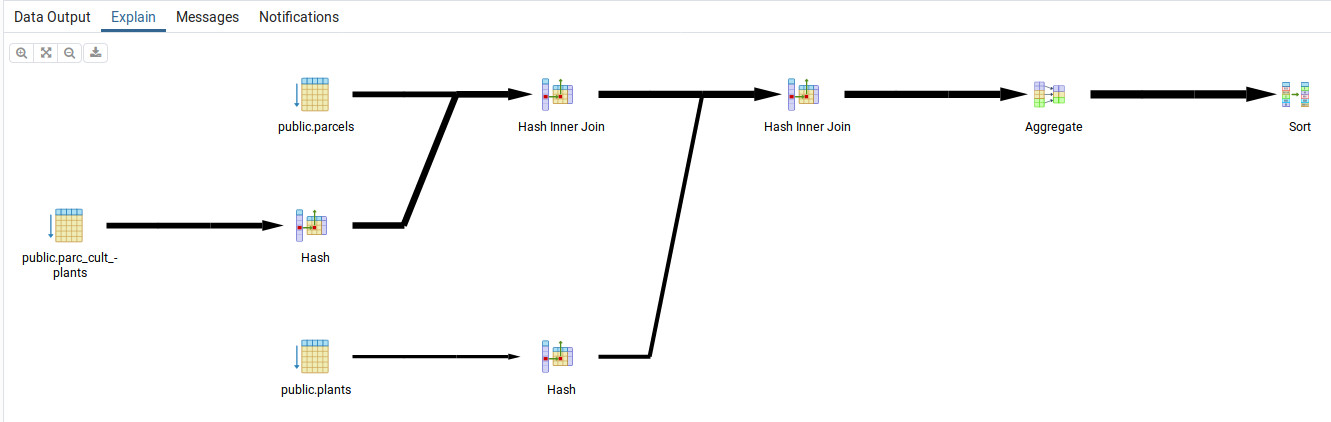 Data Output Explain Messages Notifications
public.parcels
Hash Inner Join
Hash Inner Join
Aggregate
Sort
public.parc_cult_-
plants
Hash
public.plants
Hash